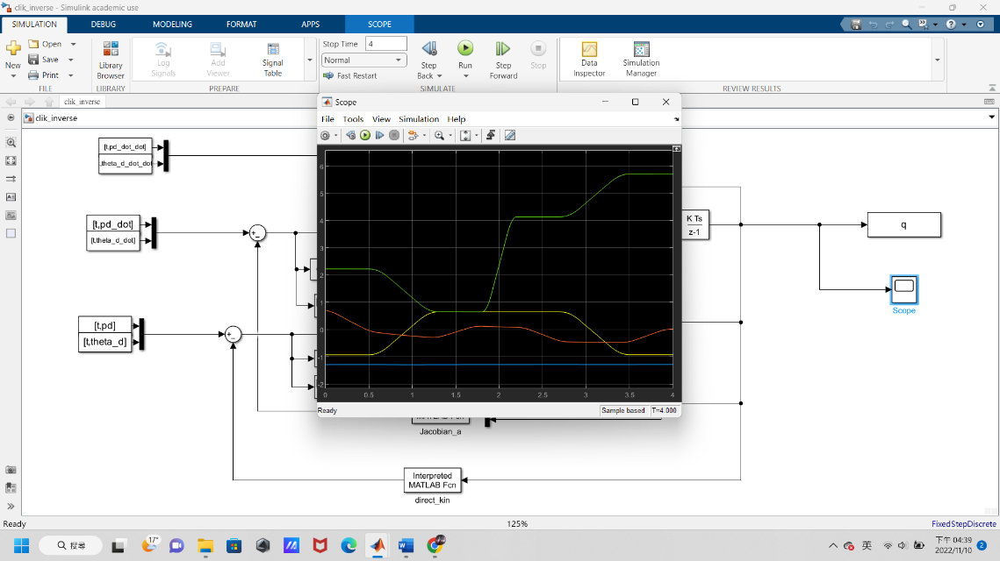 clik_inverse - Simulink academic use
SIMULATION DEBUG MODELING FORMAT APPS SCOPE
New
Open
Save
Print
FILE
Library
Browser
LIBRARY
Log
Signals
Add
Viewer
Signal
Table
PREPARE
Stop Time 4
Normal
Fast Restart
Step
Back
Run
Step
Forward
Stop
SIMULATE
Data
Inspector
Simulation
Manager
REVIEW RESULTS
clik_inverse
clik_inverse
Scope
File Tools View Simulation Help
6
5
4
3
2
1
0
-1
-2
0 0.5 1 1.5 2 2.5 3 3.5 4
Ready
Sample based T=4.000
[t,pd_dot_dot]
,theta_d_dot_dot
[t,pd_dot]
[t,theta_d_dot]
[t,pd]
[t,theta_d]
+
-
+
-
K Ts
z-1
q
Scope
Jacobian_a
Interpreted
MATLAB Fcn
direct_kin
Ready
125%
FixedStepDiscrete
搜尋
17°
英
下午 04:39
2022/11/10
2